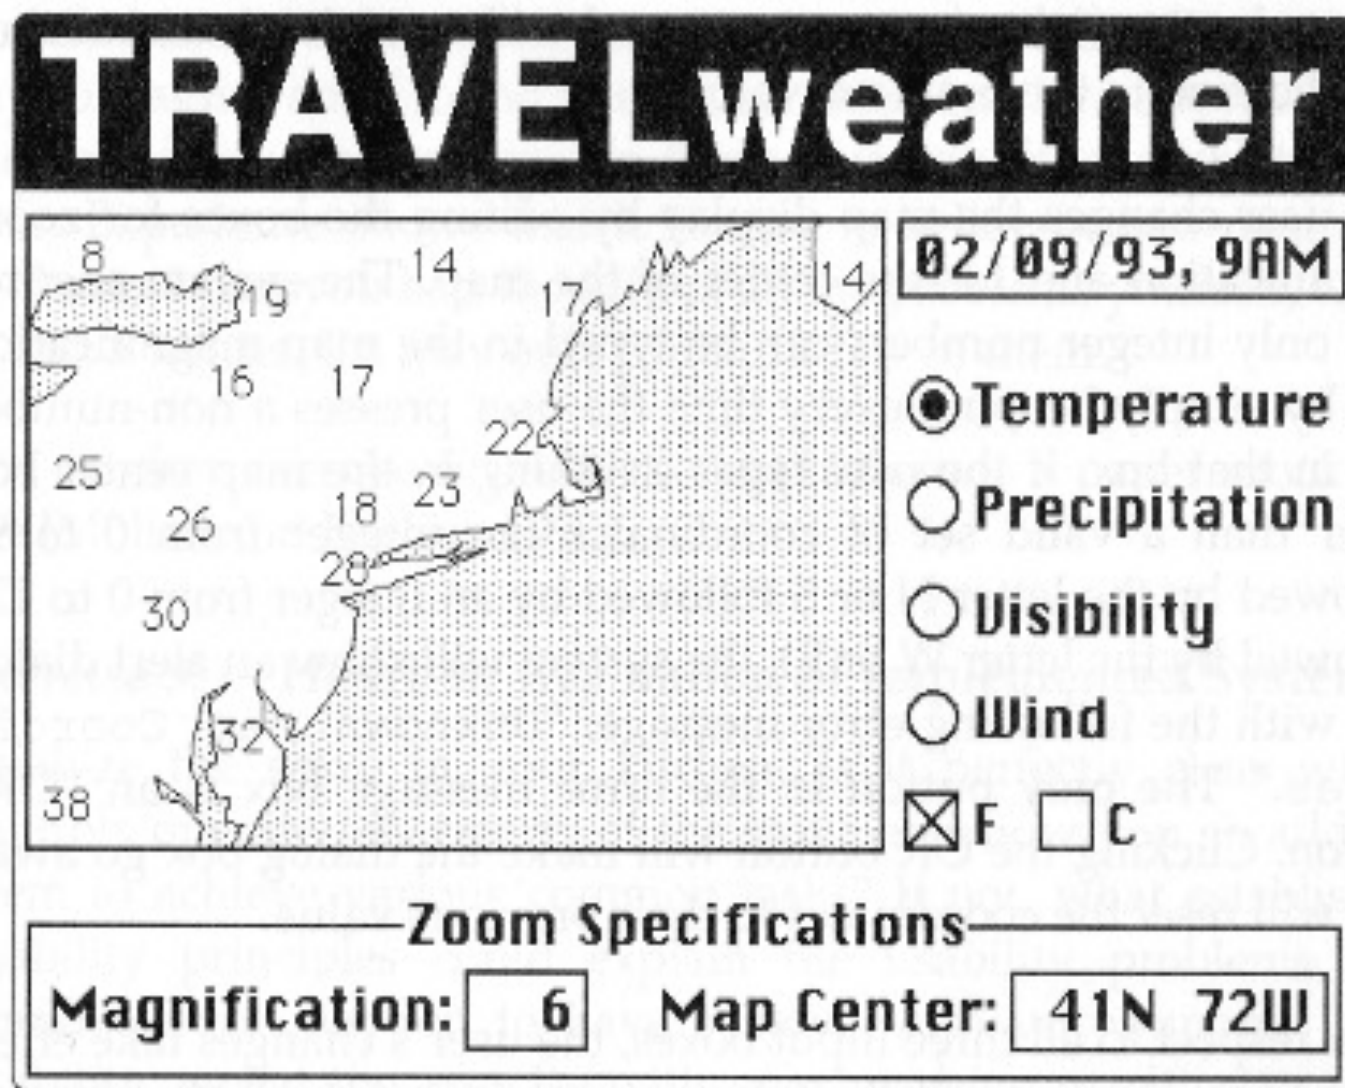 TRAVELweather
8 14 14
02/09/93, 9AM
19 17
16 17
Temperature
22
25 23
18
Precipitation
26
28
30
Visibility
32
Wind
38
F C
Zoom Specifications
Magnification: 6 Map Center: 41N 72W